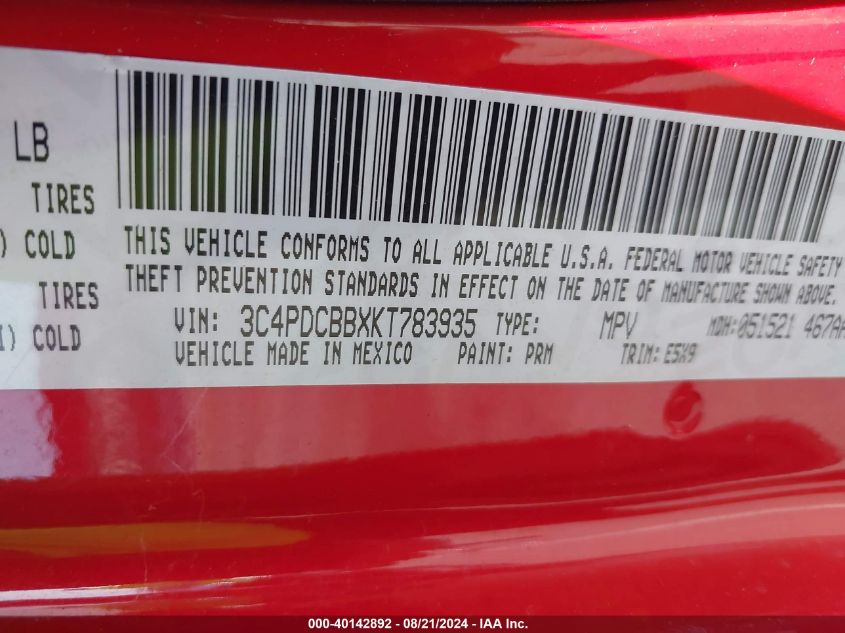 LB
TIRES
) COLD
TIRES
I) COLD
THIS VEHICLE CONFORMS TO ALL APPLICABLE U.S.A. FEDERAL MOTOR VEHICLE SAFETY
THEFT PREVENTION STANDARDS IN EFFECT ON THE DATE OF MANUFACTURE SHOWN ABOVE.
VIN: 3C4PDCBBXKT783935 TYPE: MPV MDH:051521 467AA
VEHICLE MADE IN MEXICO PAINT: PRM TRIM: E5X9
000-40142892 - 08/21/2024 - IAA Inc.